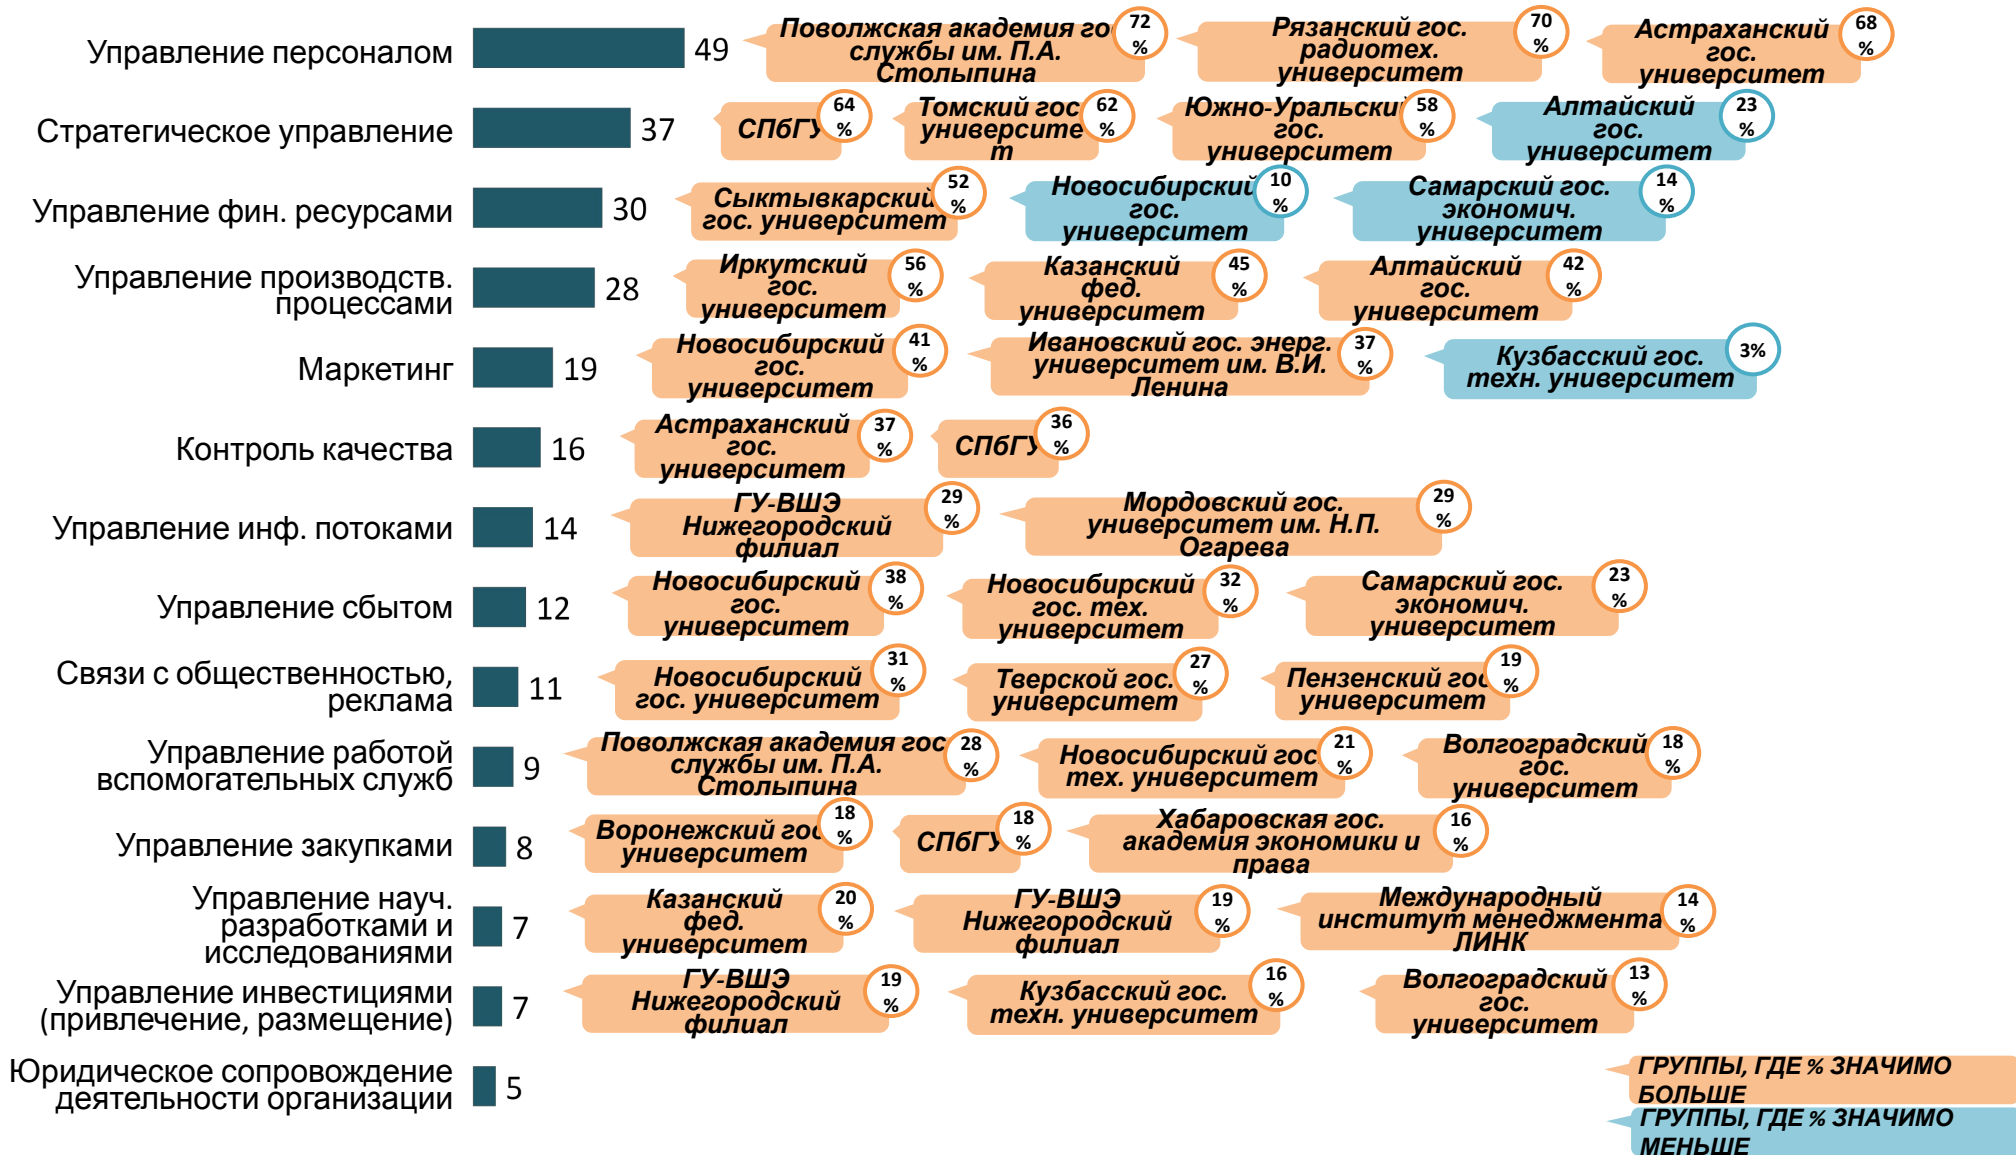 Управление персоналом
49
Поволжская академия гос
службы им. П.А.
Столыпина
72
%
Рязанский гос.
радиотех.
университет
70
%
Астраханский
гос.
университет
68
%
Стратегическое управление
37
СПбГУ
64
%
Томский гос
университе
т
62
%
Южно-Уральский
гос.
университет
58
%
Алтайский
гос.
университет
23
%
Управление фин. ресурсами
30
Сыктывкарский
гос. университет
52
%
Новосибирский
гос.
университет
10
%
Самарский гос.
экономич.
университет
14
%
Управление производств.
процессами
28
Иркутский
гос.
университет
56
%
Казанский
фед.
университет
45
%
Алтайский
гос.
университет
42
%
Маркетинг
19
Новосибирский
гос.
университет
41
%
Ивановский гос. энерг.
университет им. В.И.
Ленина
37
%
Кузбасский гос.
техн. университет
3%
Контроль качества
16
Астраханский
гос.
университет
37
%
СПбГУ
36
%
Управление инф. потоками
14
ГУ-ВШЭ
Нижегородский
филиал
29
%
Мордовский гос.
университет им. Н.П.
Огарева
29
%
Управление сбытом
12
Новосибирский
гос.
университет
38
%
Новосибирский
гос. тех.
университет
32
%
Самарский гос.
экономич.
университет
23
%
Связи с общественностью,
реклама
11
Новосибирский
гос. университет
31
%
Тверской гос.
университет
27
%
Пензенский гос
университет
19
%
Управление работой
вспомогательных служб
9
Поволжская академия гос
службы им. П.А.
Столыпина
28
%
Новосибирский гос
тех. университет
21
%
Волгоградский
гос.
университет
18
%
Управление закупками
8
Воронежский гос
университет
18
%
СПбГУ
18
%
Хабаровская гос.
академия экономики и
права
16
%
Управление науч.
разработками и
исследованиями
7
Казанский
фед.
университет
20
%
ГУ-ВШЭ
Нижегородский
филиал
19
%
Международный
институт менеджмента
ЛИНК
14
%
Управление инвестициями
(привлечение, размещение)
7
ГУ-ВШЭ
Нижегородский
филиал
19
%
Кузбасский гос.
техн. университет
16
%
Волгоградский
гос.
университет
13
%
Юридическое сопровождение
деятельности организации
5
ГРУППЫ, ГДЕ % ЗНАЧИМО
БОЛЬШЕ
ГРУППЫ, ГДЕ % ЗНАЧИМО
МЕНЬШЕ